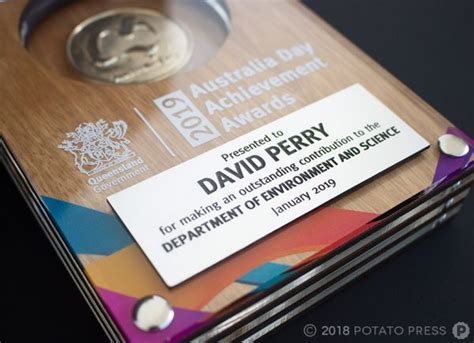 2019
Australia Day
Achievement
Awards
Queensland
Government
Presented to
DAVID PERRY
for making an outstanding contribution to the
DEPARTMENT OF ENVIRONMENT AND SCIENCE
January 2019
© 2018 POTATO PRESS P